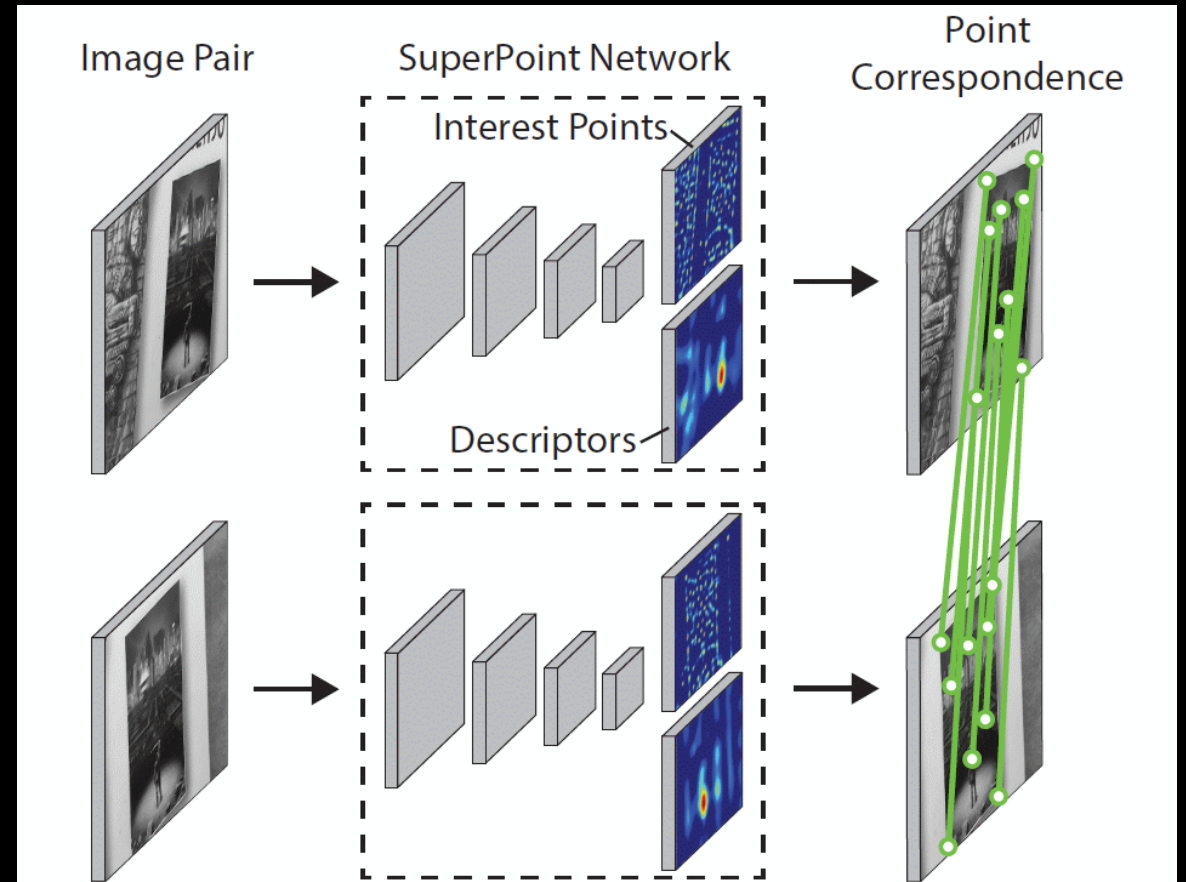 Image Pair
SuperPoint Network
Point
Correspondence
Interest Points
Descriptors